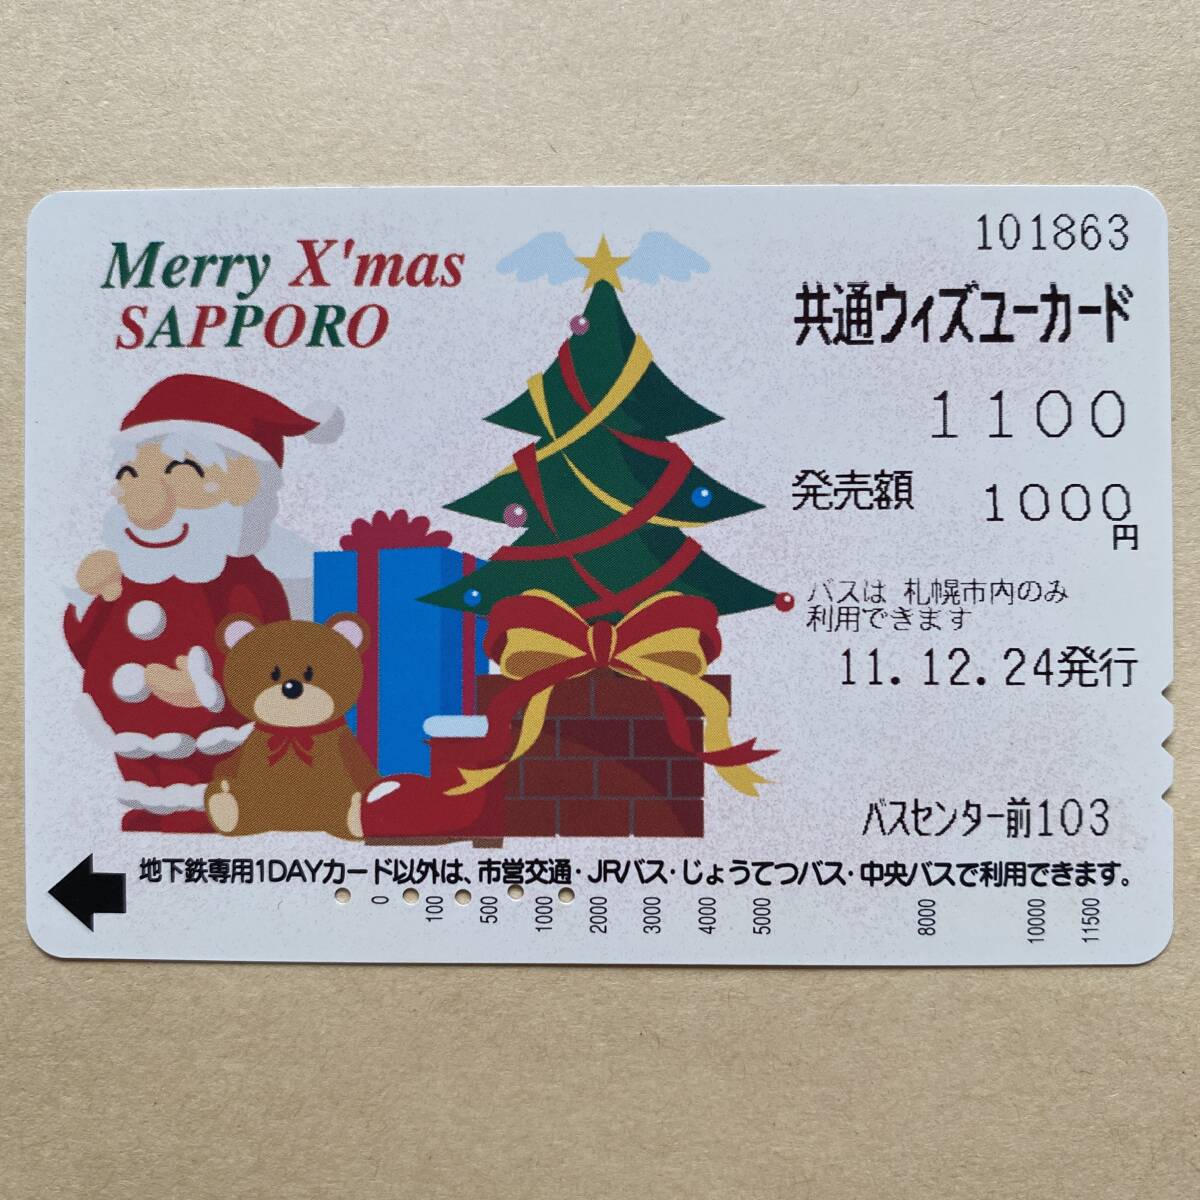 Merry X'mas
SAPPORO
101863
共通ウィズユーカード
1100
発売額 1000円
バスは 札幌市内のみ
利用できます
11.12.24発行
バスセンター前103
地下鉄専用1DAYカード以外は、市営交通・JRバス・じょうてつバス・中央バスで利用できます。
0 100 500 1000 2000 3000 4000 5000 8000 10000 11500